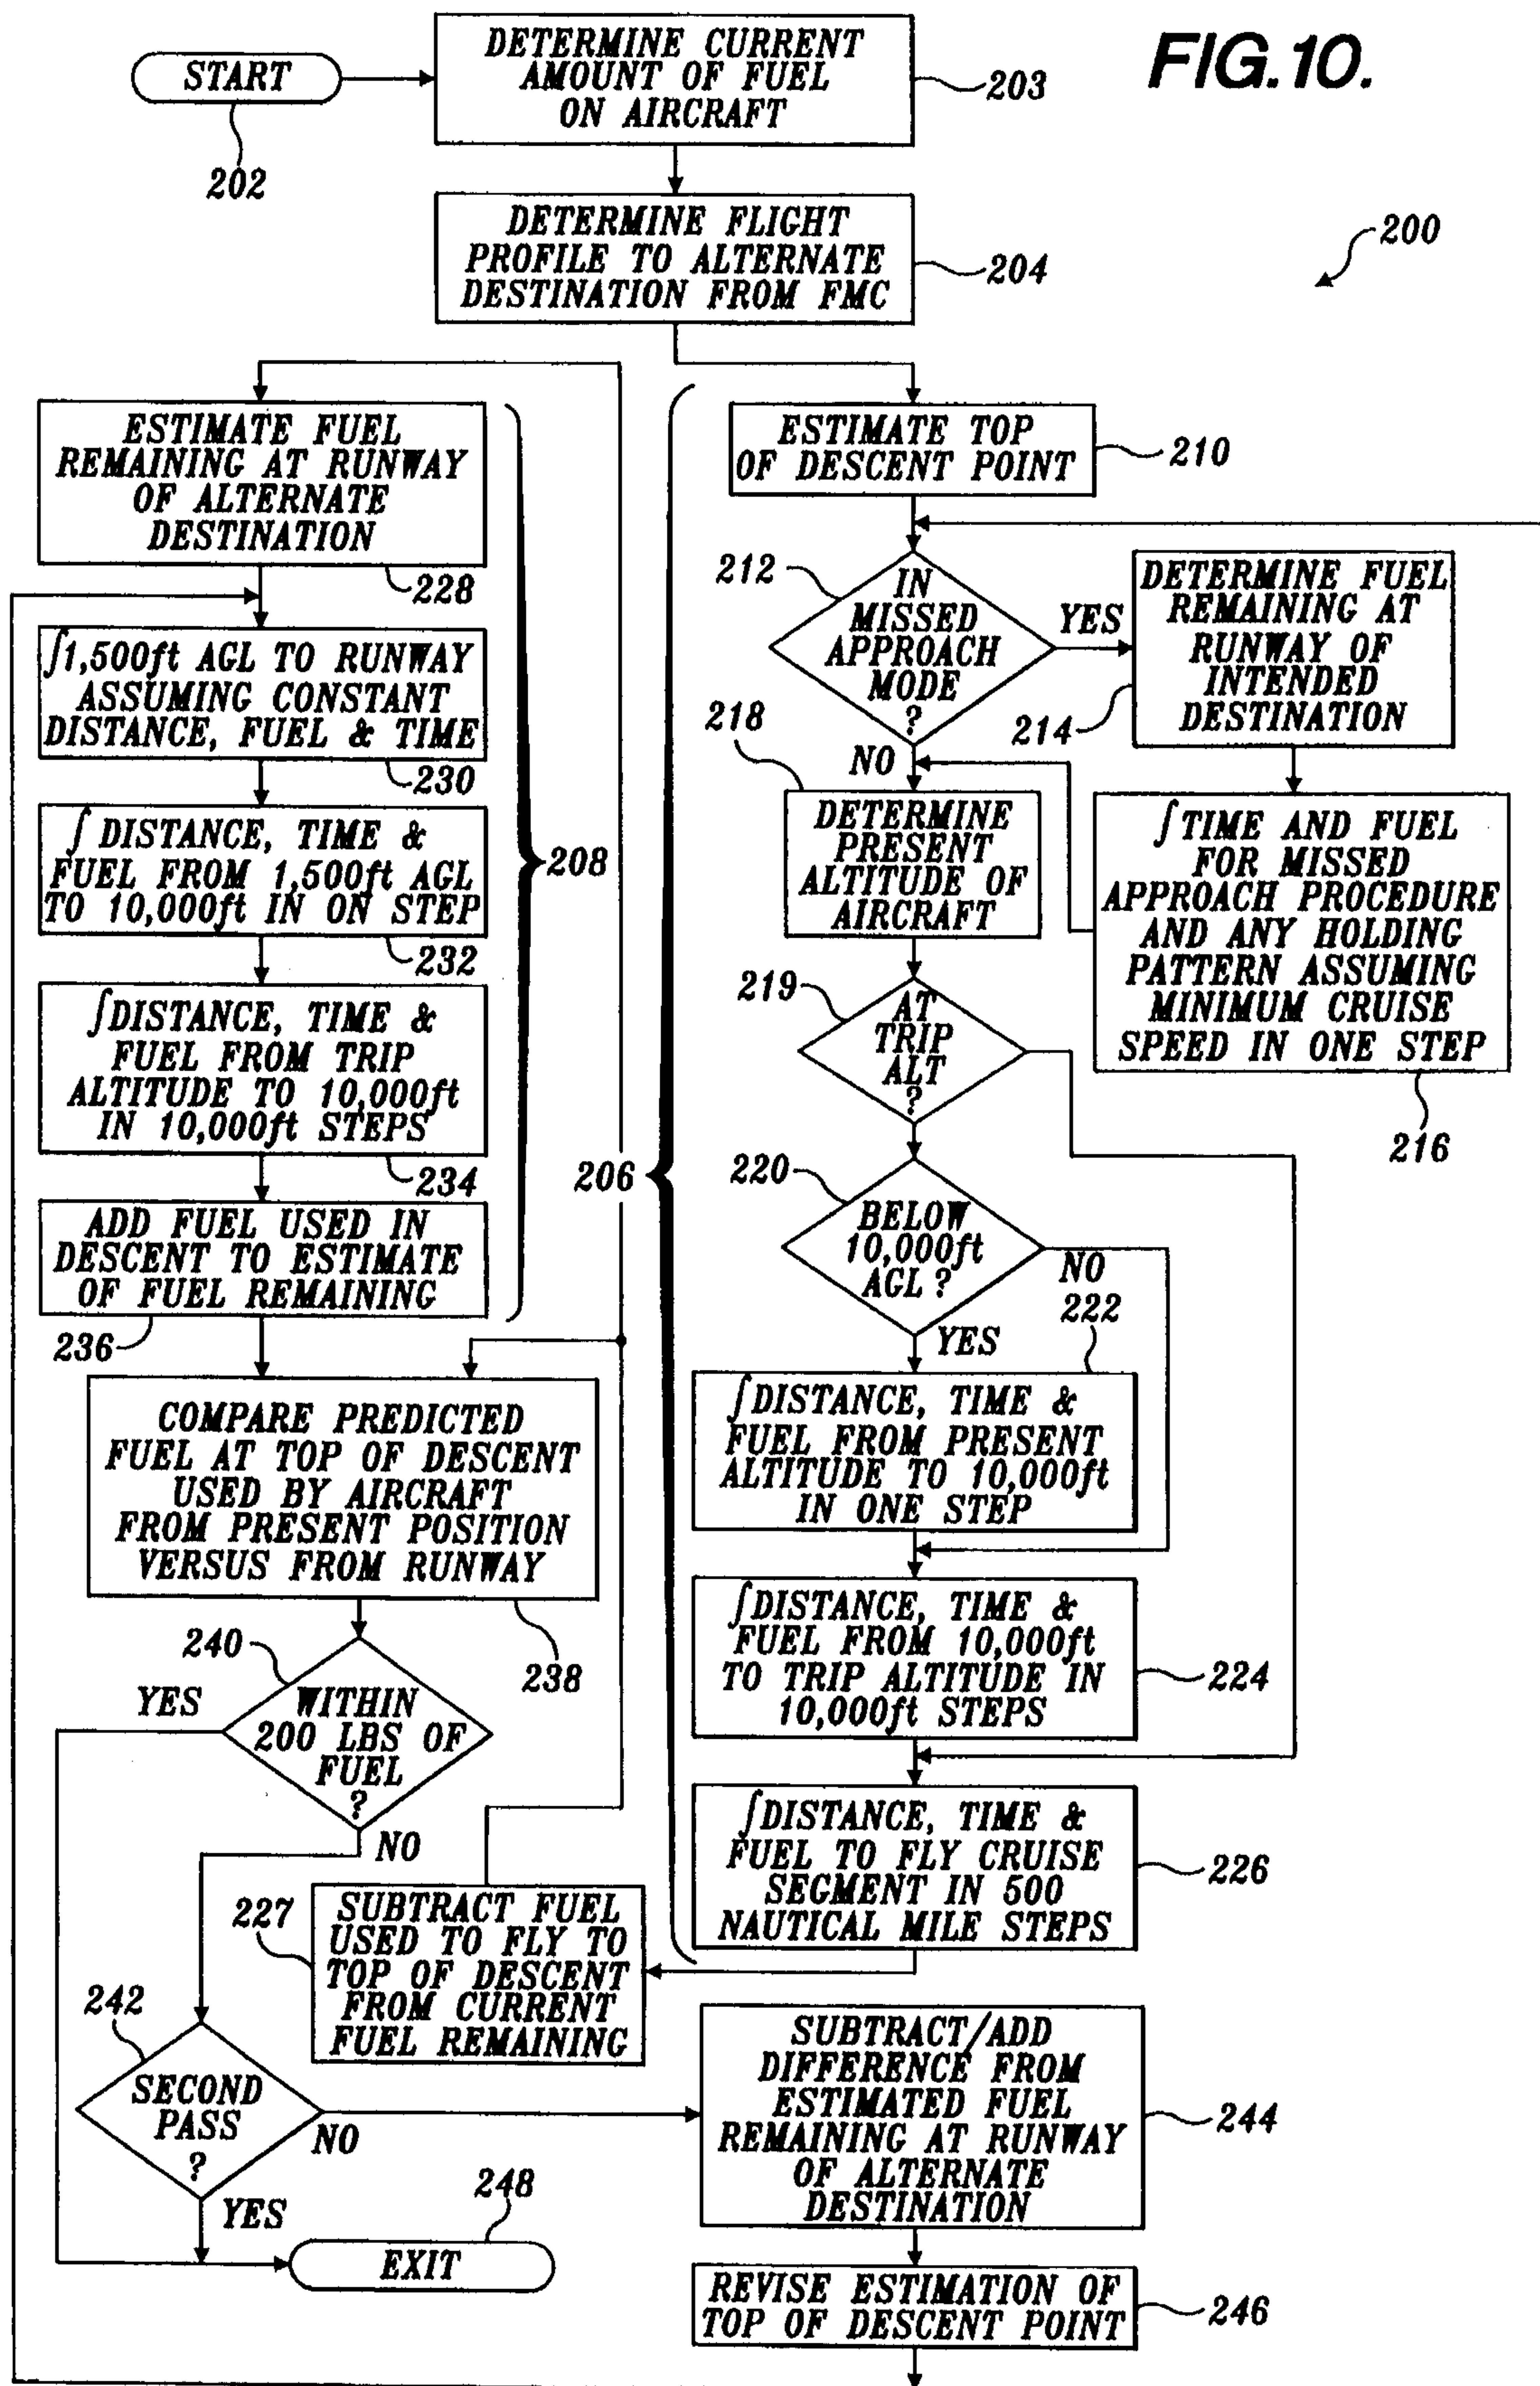 FIG.10.
START
202
DETERMINE CURRENT
AMOUNT OF FUEL
ON AIRCRAFT
203
DETERMINE FLIGHT
PROFILE TO ALTERNATE
DESTINATION FROM FMC
204
200
ESTIMATE FUEL
REMAINING AT RUNWAY
OF ALTERNATE
DESTINATION
228
∫1,500ft AGL TO RUNWAY
ASSUMING CONSTANT
DISTANCE, FUEL & TIME
230
∫ DISTANCE, TIME &
FUEL FROM 1,500ft AGL
TO 10,000ft IN ON STEP
232
∫DISTANCE, TIME &
FUEL FROM TRIP
ALTITUDE TO 10,000ft
IN 10,000ft STEPS
234
ADD FUEL USED IN
DESCENT TO ESTIMATE
OF FUEL REMAINING
236
208
206
ESTIMATE TOP
OF DESCENT POINT
210
212
IN
MISSED
APPROACH
MODE
?
YES
NO
DETERMINE FUEL
REMAINING AT
RUNWAY OF
INTENDED
DESTINATION
214
∫TIME AND FUEL
FOR MISSED
APPROACH PROCEDURE
AND ANY HOLDING
PATTERN ASSUMING
MINIMUM CRUISE
SPEED IN ONE STEP
216
218
DETERMINE
PRESENT
ALTITUDE OF
AIRCRAFT
219
AT
TRIP
ALT
?
220
BELOW
10,000ft
AGL?
NO
YES
222
∫DISTANCE, TIME &
FUEL FROM PRESENT
ALTITUDE TO 10,000ft
IN ONE STEP
∫DISTANCE, TIME &
FUEL FROM 10,000ft
TO TRIP ALTITUDE IN
10,000ft STEPS
224
∫DISTANCE, TIME &
FUEL TO FLY CRUISE
SEGMENT IN 500
NAUTICAL MILE STEPS
226
227
SUBTRACT FUEL
USED TO FLY TO
TOP OF DESCENT
FROM CURRENT
FUEL REMAINING
COMPARE PREDICTED
FUEL AT TOP OF DESCENT
USED BY AIRCRAFT
FROM PRESENT POSITION
VERSUS FROM RUNWAY
238
240
WITHIN
200 LBS OF
FUEL
?
YES
NO
242
SECOND
PASS
?
NO
YES
248
EXIT
SUBTRACT/ADD
DIFFERENCE FROM
ESTIMATED FUEL
REMAINING AT RUNWAY
OF ALTERNATE
DESTINATION
244
REVISE ESTIMATION OF
TOP OF DESCENT POINT
246